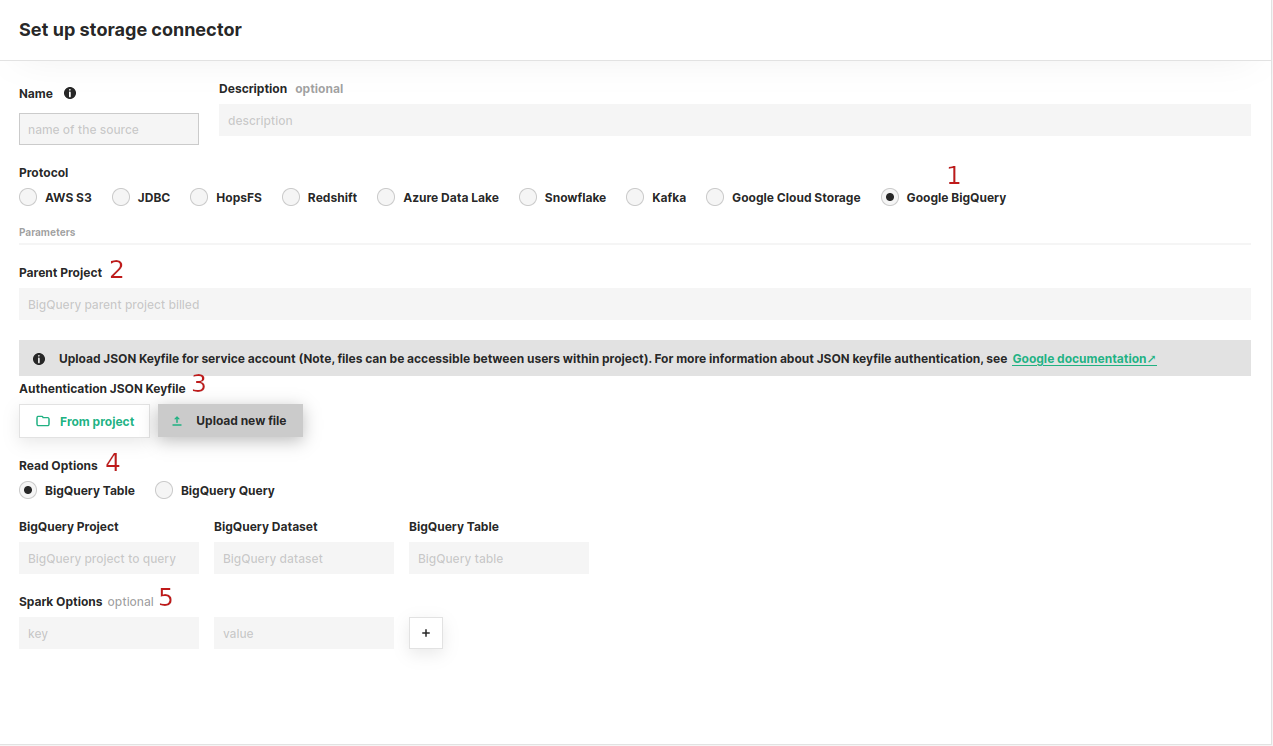 Set up storage connector
Name
Description optional
name of the source
description
Protocol
1
AWS S3 JDBC HopsFS Redshift Azure Data Lake Snowflake Kafka Google Cloud Storage Google BigQuery
Parameters
Parent Project 2
BigQuery parent project billed
Upload JSON Keyfile for service account (Note, files can be accessible between users within project). For more information about JSON keyfile authentication, see Google documentation↗
Authentication JSON Keyfile 3
From project Upload new file
Read Options 4
BigQuery Table BigQuery Query
BigQuery Project BigQuery Dataset BigQuery Table
BigQuery project to query BigQuery dataset BigQuery table
Spark Options optional 5
key value +